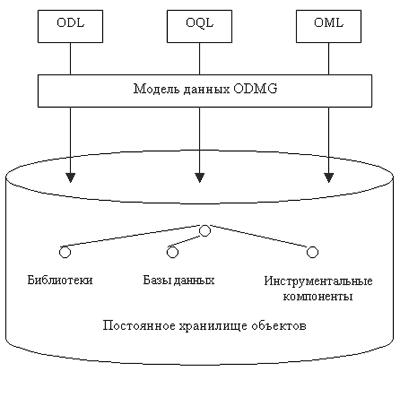 ODL
OQL
OML
Модель данных ODMG
Библиотеки
Базы данных
Инструментальные
компоненты
Постоянное хранилище объектов